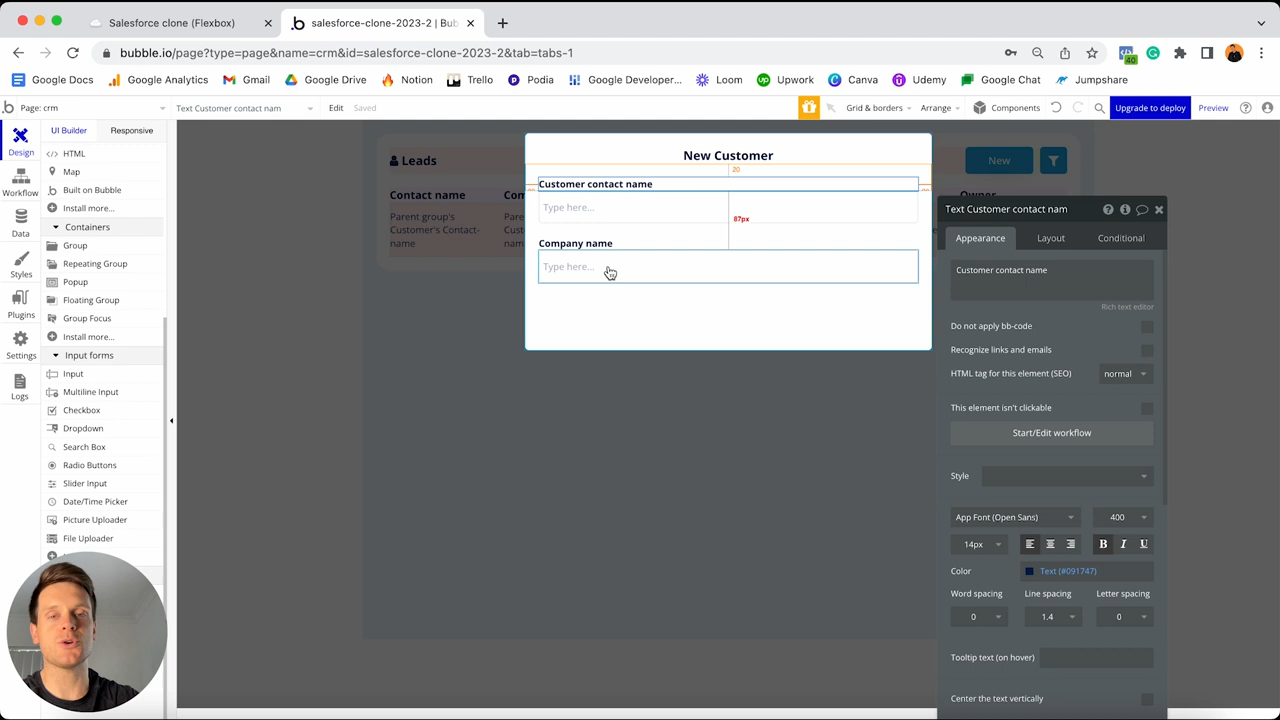 Salesforce clone (Flexbox)
salesforce-clone-2023-2 | Bub
bubble.io/page?type=page&name=crm&id=salesforce-clone-2023-2&tab=tabs-1
40
Google Docs
Google Analytics
Gmail
Google Drive
Notion
Trello
Podia
Google Developer...
Loom
Upwork
Canva
Udemy
Google Chat
Jumpshare
Page: crm
Text Customer contact nam
Edit
Saved
Grid & borders
Arrange
Components
Upgrade to deploy
Preview
Design
Workflow
Data
Styles
Plugins
Settings
Logs
UI Builder
Responsive
HTML
Map
Built on Bubble
Install more...
Containers
Group
Repeating Group
Popup
Floating Group
Group Focus
Install more...
Input forms
Input
Multiline Input
Checkbox
Dropdown
Search Box
Radio Buttons
Slider Input
Date/Time Picker
Picture Uploader
File Uploader
Leads
New
Contact name
Com
Owner
Parent group's
Customer's Contact-
name
New Customer
20
Customer contact name
Type here...
87px
Company name
Type here...
Text Customer contact nam
Appearance
Layout
Conditional
Customer contact name
Rich text editor
Do not apply bb-code
Recognize links and emails
HTML tag for this element (SEO)
normal
This element isn't clickable
Start/Edit workflow
Style
App Font (Open Sans)
400
14px
B
I
U
Color
Text (#091747)
Word spacing
Line spacing
Letter spacing
0
1.4
0
Tooltip text (on hover)
Center the text vertically